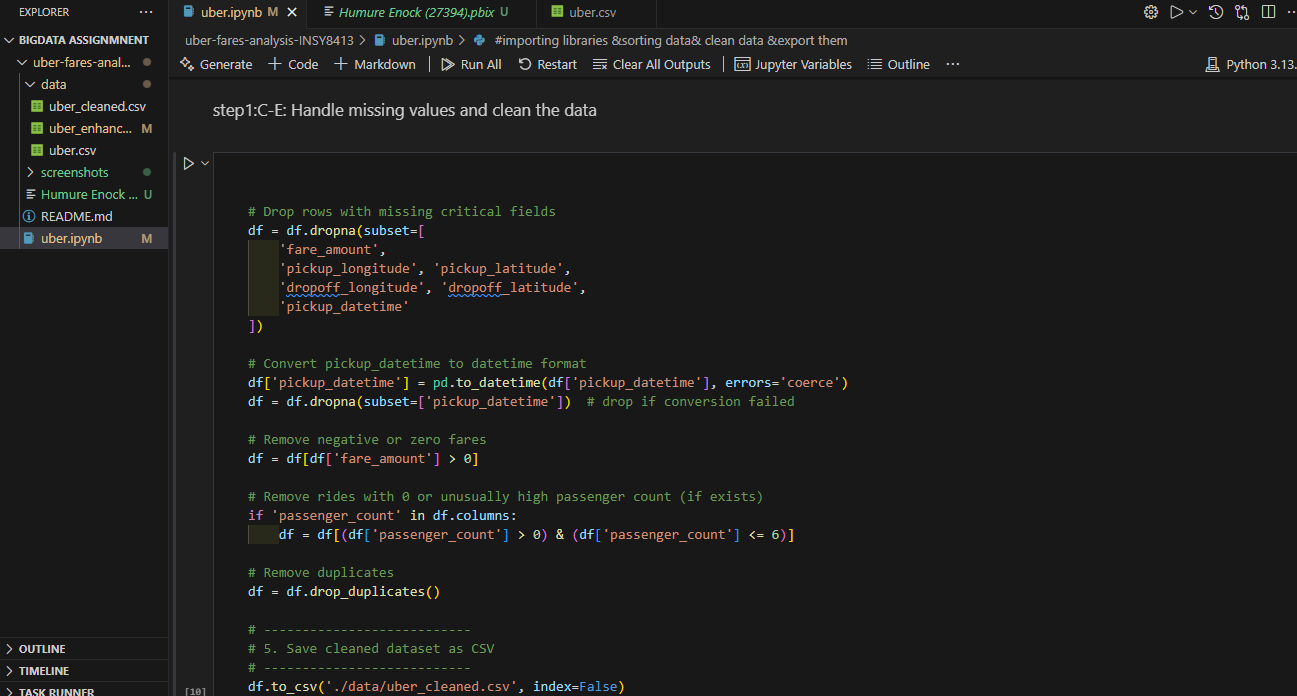 EXPLORER ...
BIGDATA ASSIGNMNENT
uber-fares-anal...
data
uber_cleaned.csv
uber_enhanc... M
uber.csv
screenshots
Humure Enock ... U
README.md
uber.ipynb M
OUTLINE
TIMELINE
TASK RUNNER
uber.ipynb M
Humure Enock (27394).pbix U
uber.csv
uber-fares-analysis-INSY8413 > uber.ipynb > #importing libraries &sorting data& clean data &export them
Generate + Code + Markdown | Run All Restart Clear All Outputs | Jupyter Variables Outline ... Python 3.13.
step1:C-E: Handle missing values and clean the data
# Drop rows with missing critical fields
df = df.dropna(subset=[
'fare_amount',
'pickup_longitude', 'pickup_latitude',
'dropoff_longitude', 'dropoff_latitude',
'pickup_datetime'
])
# Convert pickup_datetime to datetime format
df['pickup_datetime'] = pd.to_datetime(df['pickup_datetime'], errors='coerce')
df = df.dropna(subset=['pickup_datetime']) # drop if conversion failed
# Remove negative or zero fares
df = df[df['fare_amount'] > 0]
# Remove rides with 0 or unusually high passenger count (if exists)
if 'passenger_count' in df.columns:
df = df[(df['passenger_count'] > 0) & (df['passenger_count'] <= 6)]
# Remove duplicates
df = df.drop_duplicates()
# ---------------------------
# 5. Save cleaned dataset as CSV
# ---------------------------
df.to_csv('./data/uber_cleaned.csv', index=False)
[10]